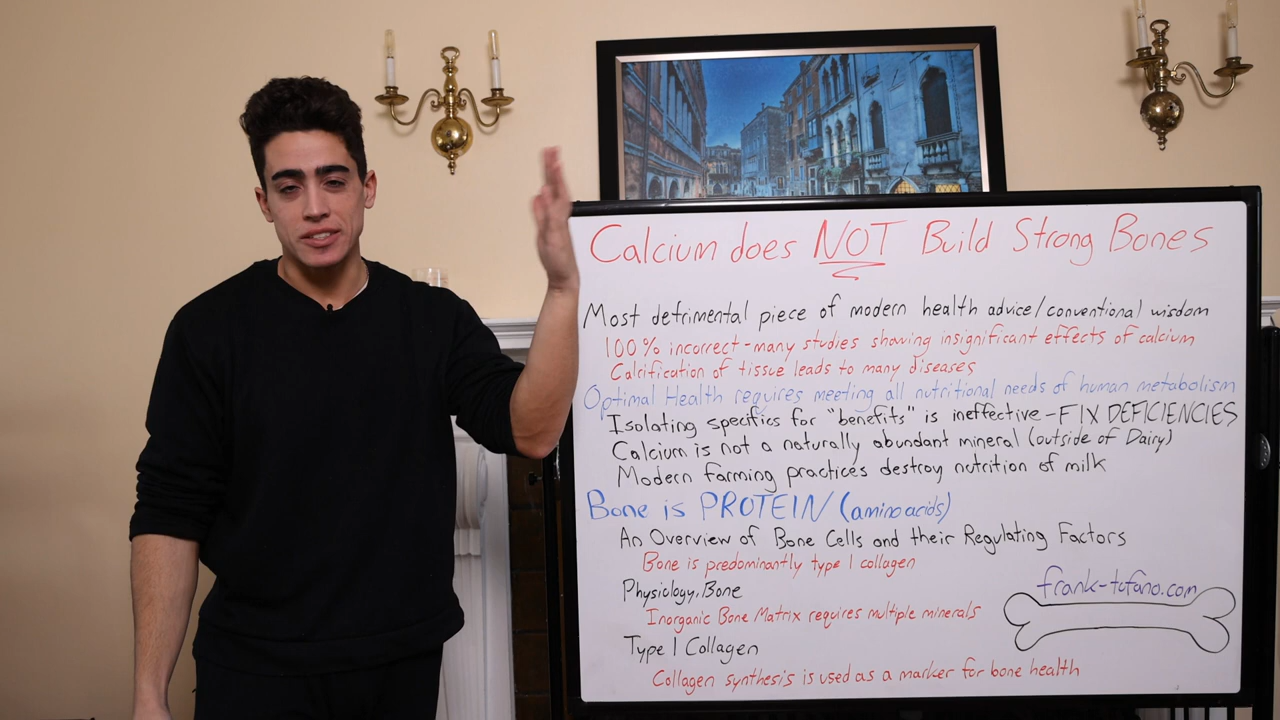 Calcium does NOT Build Strong Bones
Most detrimental piece of modern health advice/conventional wisdom
100% incorrect-many studies showing insignificant effects of calcium
Calcification of tissue leads to many diseases
Optimal Health requires meeting all nutritional needs of human metabolism
Isolating specifics for "benefits" is ineffective-FIX DEFICIENCIES
Calcium is not a naturally abundant mineral (outside of Dairy)
Modern farming practices destroy nutrition of milk
Bone is PROTEIN (amino acids)
An Overview of Bone Cells and their Regulating Factors
Bone is predominantly type 1 collagen
Physiology, Bone
Inorganic Bone Matrix requires multiple minerals
Type 1 Collagen
Collagen synthesis is used as a marker for bone health
frank-tufano.com